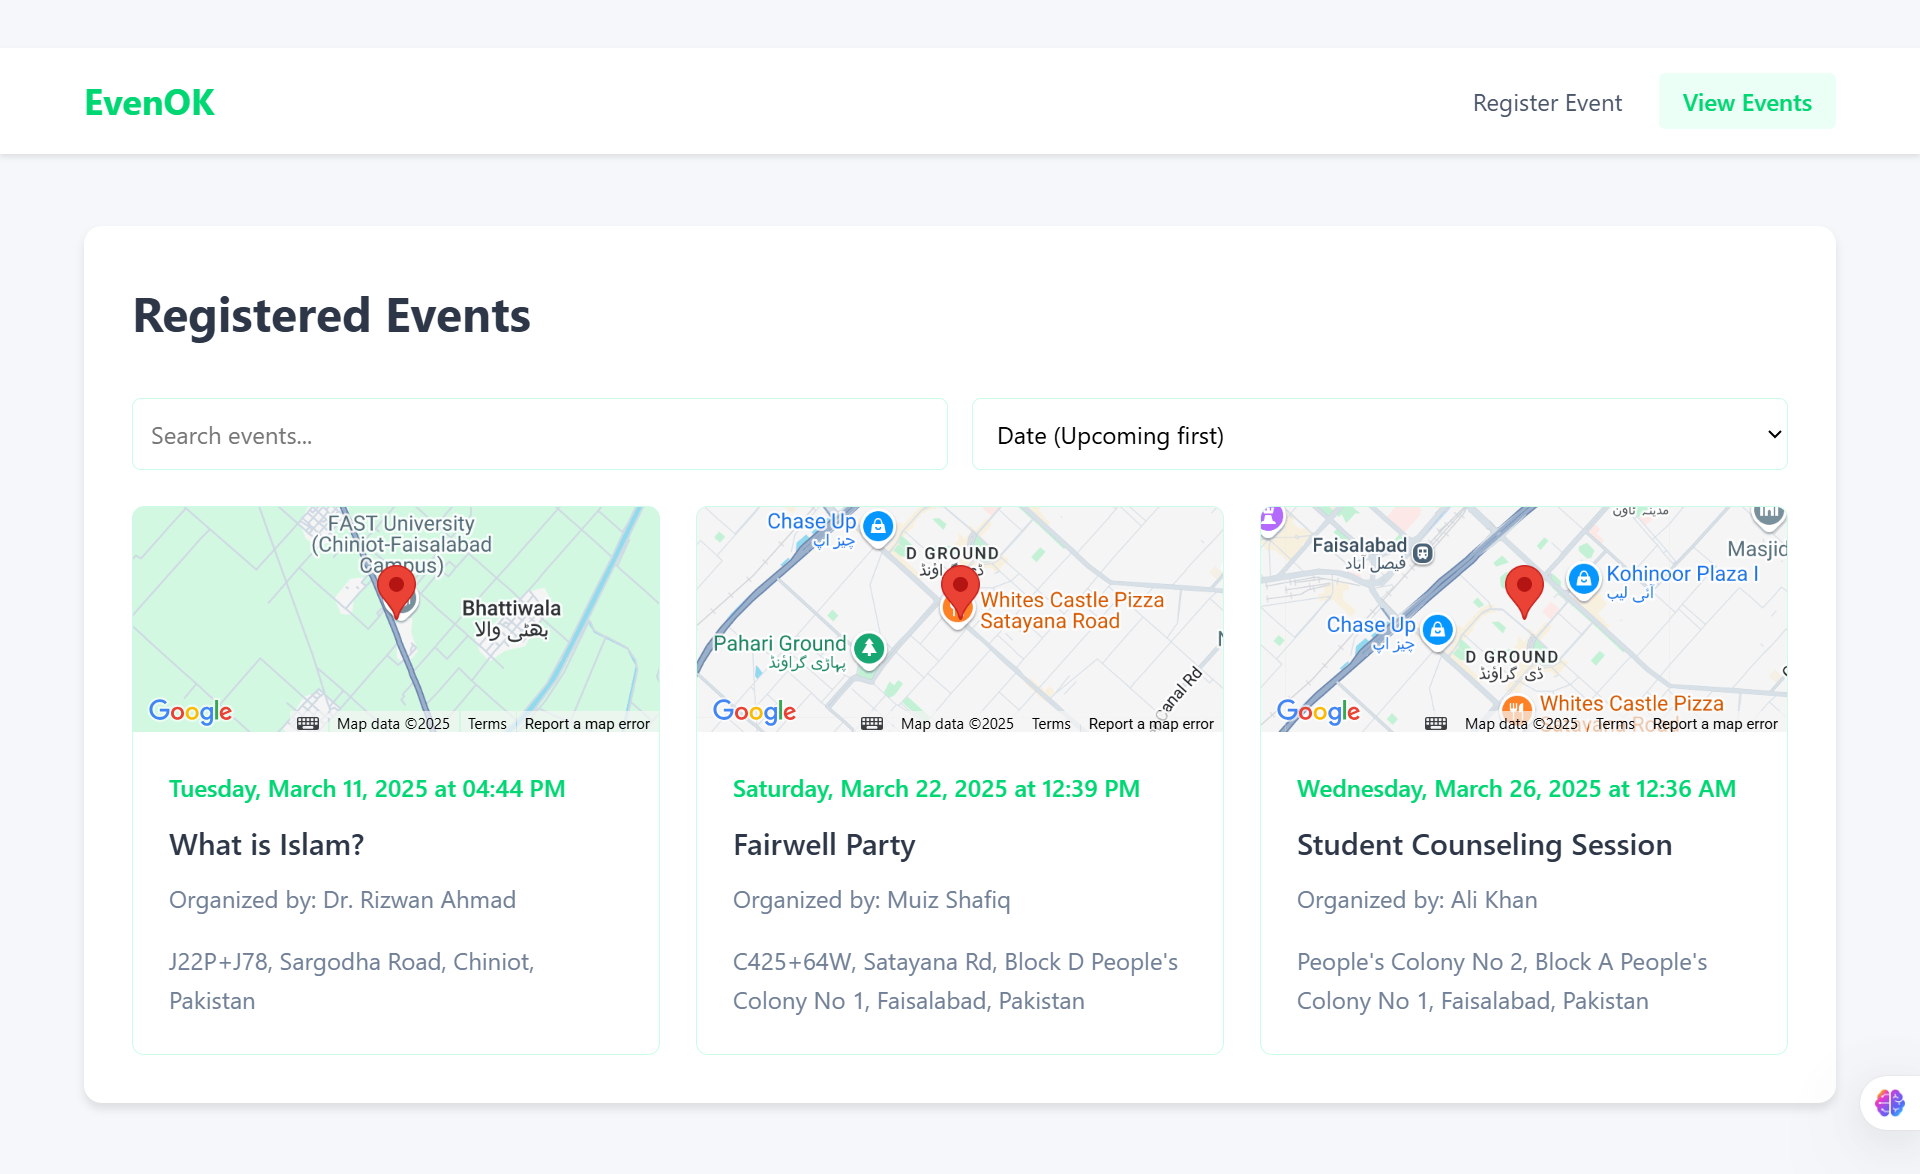 EvenOK
Register Event
View Events
Registered Events
Search events...
Date (Upcoming first)
FAST University
(Chiniot-Faisalabad
Campus)
Bhattiwala
بھٹی والا
Google
Map data ©2025
Terms
Report a map error
Tuesday, March 11, 2025 at 04:44 PM
What is Islam?
Organized by: Dr. Rizwan Ahmad
J22P+J78, Sargodha Road, Chiniot,
Pakistan
Chase Up
چیز اپ
D GROUND
ڈی گراؤنڈ
Whites Castle Pizza
Satayana Road
Pahari Ground
پہاڑی گراؤنڈ
Canal Rd
Google
Map data ©2025
Terms
Report a map error
Saturday, March 22, 2025 at 12:39 PM
Fairwell Party
Organized by: Muiz Shafiq
C425+64W, Satayana Rd, Block D People's
Colony No 1, Faisalabad, Pakistan
مدینہ ٹاؤن
Faisalabad
فیصل آباد
Masjid
Kohinoor Plaza I
Chase Up
چیز اپ
D GROUND
ڈی گراؤنڈ
Whites Castle Pizza
Satayana Road
Google
Map data ©2025
Terms
Report a map error
Wednesday, March 26, 2025 at 12:36 AM
Student Counseling Session
Organized by: Ali Khan
People's Colony No 2, Block A People's
Colony No 1, Faisalabad, Pakistan